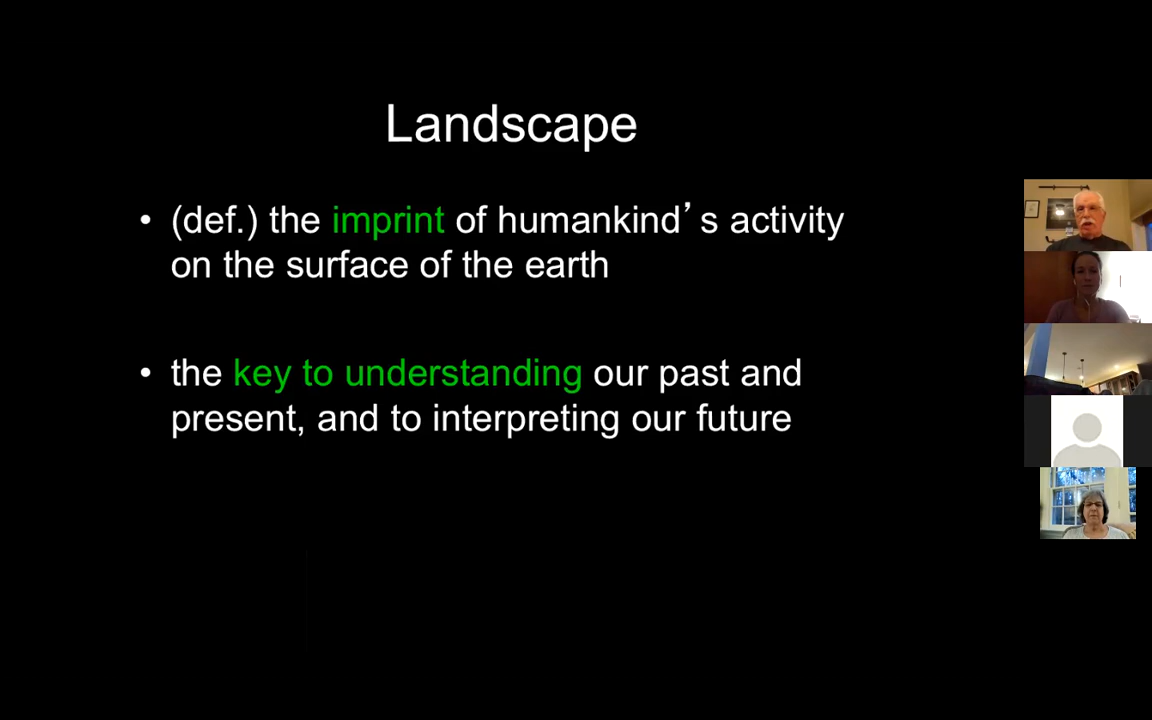 Landscape
• (def.) the imprint of humankind’s activity
on the surface of the earth
• the key to understanding our past and
present, and to interpreting our future